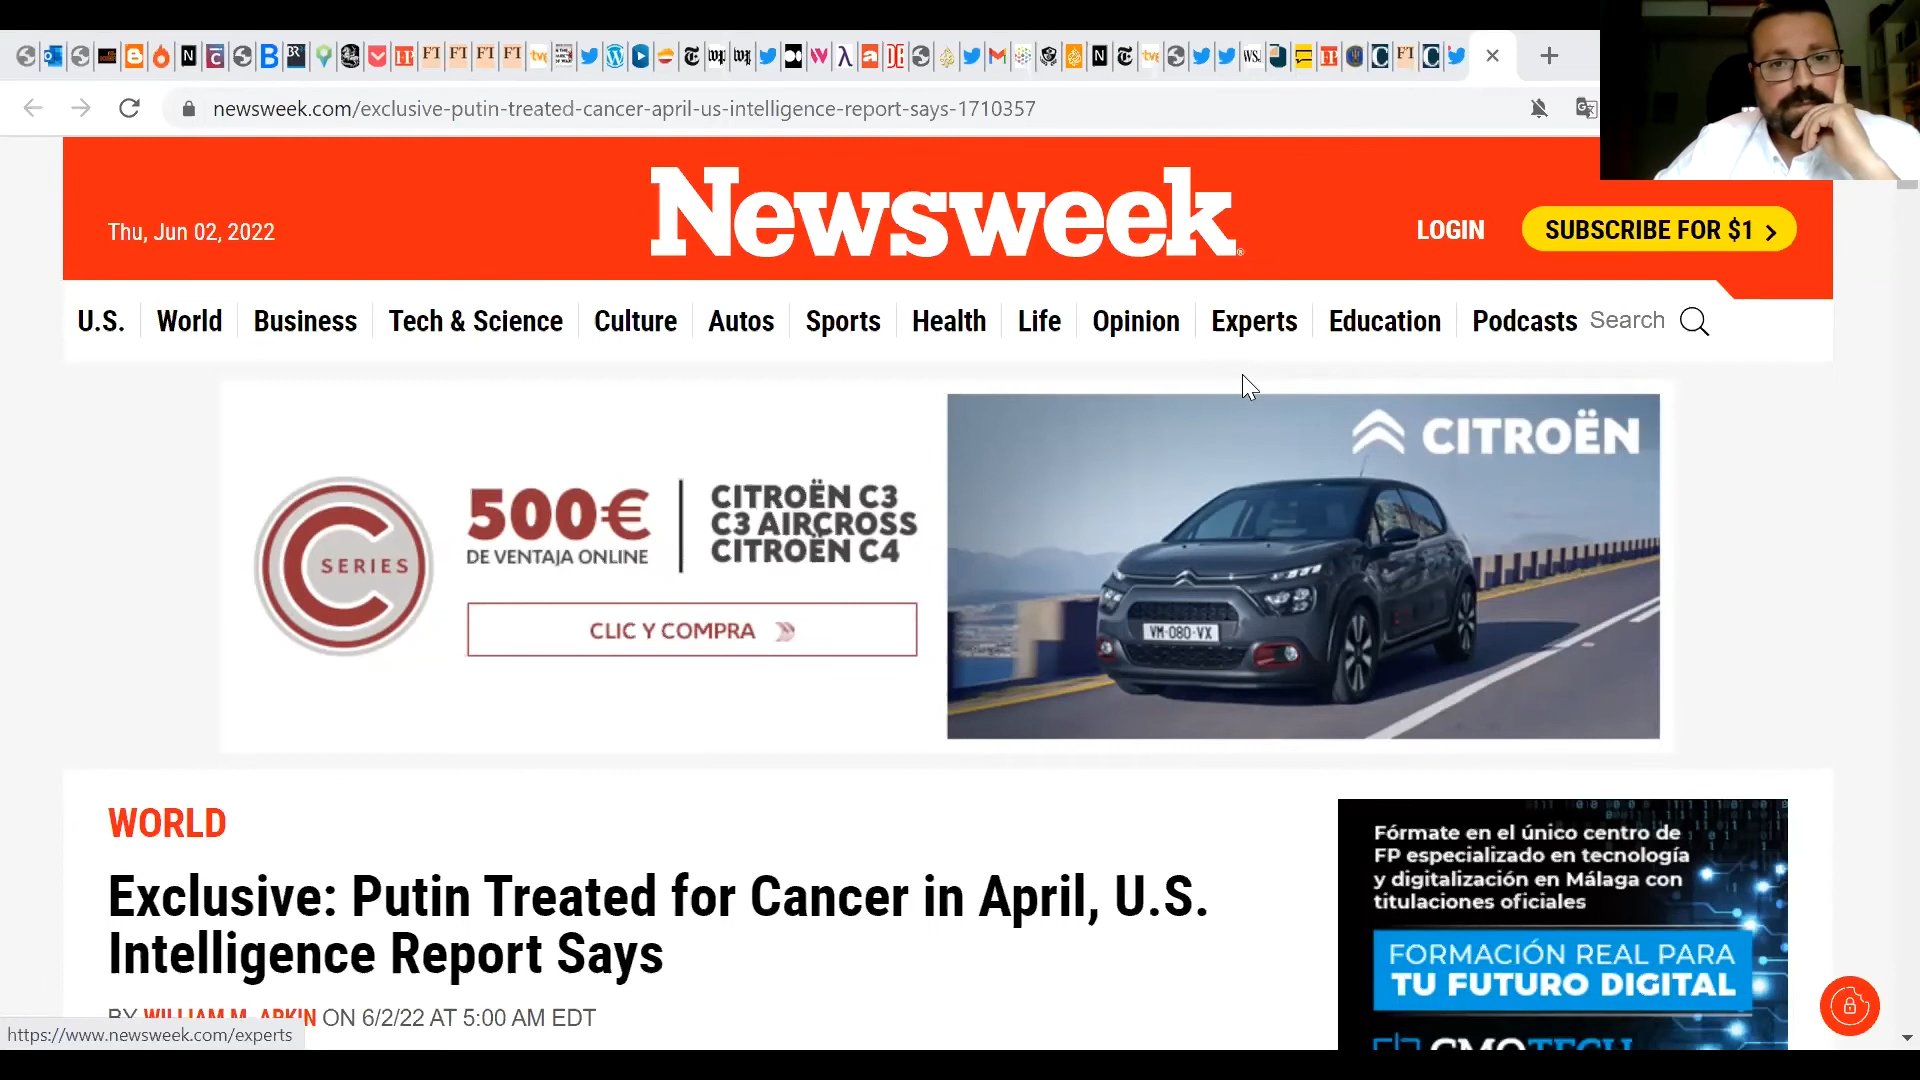 newsweek.com/exclusive-putin-treated-cancer-april-us-intelligence-report-says-1710357
Thu, Jun 02, 2022
Newsweek
LOGIN
SUBSCRIBE FOR $1 >
U.S.
World
Business
Tech & Science
Culture
Autos
Sports
Health
Life
Opinion
Experts
Education
Podcasts
Search
C SERIES
500€
DE VENTAJA ONLINE
CITROËN C3
C3 AIRCROSS
CITROËN C4
CLIC Y COMPRA
CITROËN
VM-080-VX
WORLD
Exclusive: Putin Treated for Cancer in April, U.S.
Intelligence Report Says
BY WILLIAM M. ARKIN ON 6/2/22 AT 5:00 AM EDT
Fórmate en el único centro de
FP especializado en tecnología
y digitalización en Málaga con
titulaciones oficiales
FORMACIÓN REAL PARA
TU FUTURO DIGITAL
https://www.newsweek.com/experts